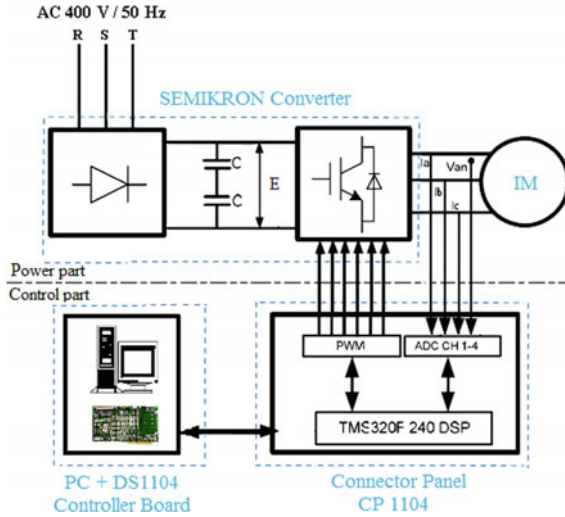 AC 400 V / 50 Hz
R S T
SEMIKRON Converter
C
C
E
Ia
Van
Ib
Ic
IM
Power part
Control part
PWM
ADC CH 1-4
TMS320F 240 DSP
PC + DS1104
Controller Board
Connector Panel
CP 1104